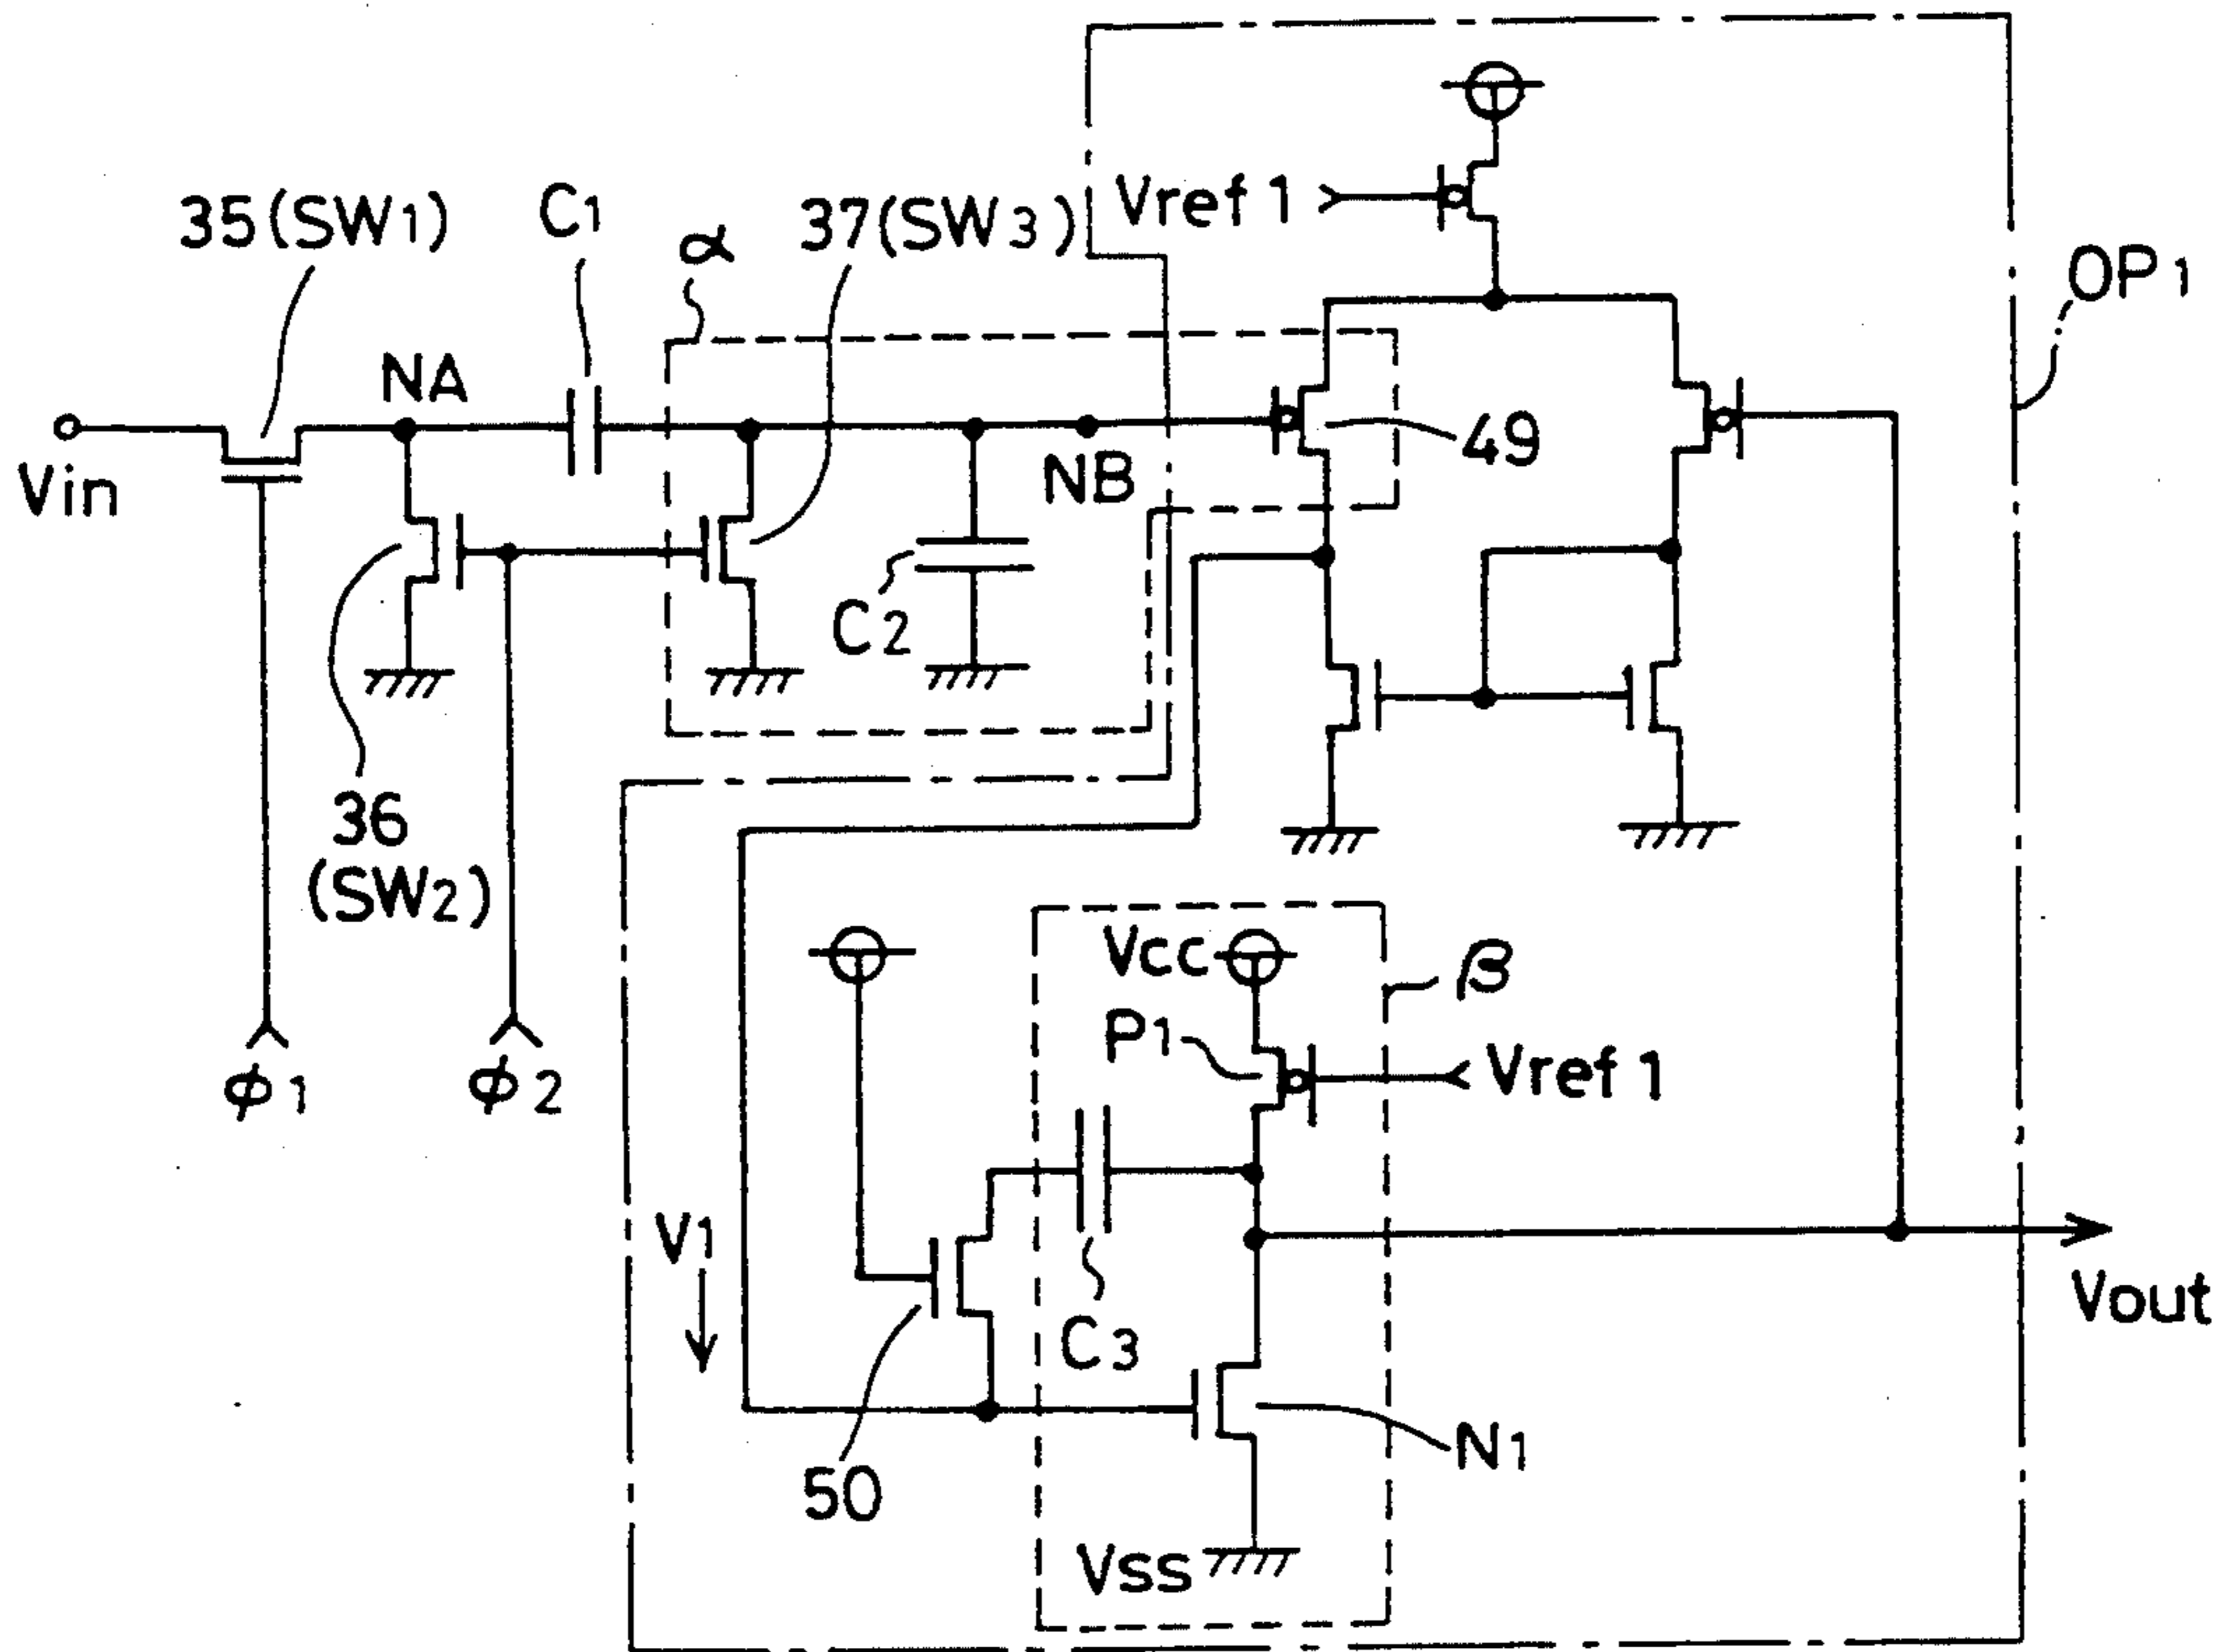 Vref 1
35(SW1)
C1
α
37(SW3)
OP1
NA
Vin
NB
49
C2
36
(SW2)
Vcc
β
P1
Vref 1
ϕ1
ϕ2
V1
C3
Vout
N1
50
Vss